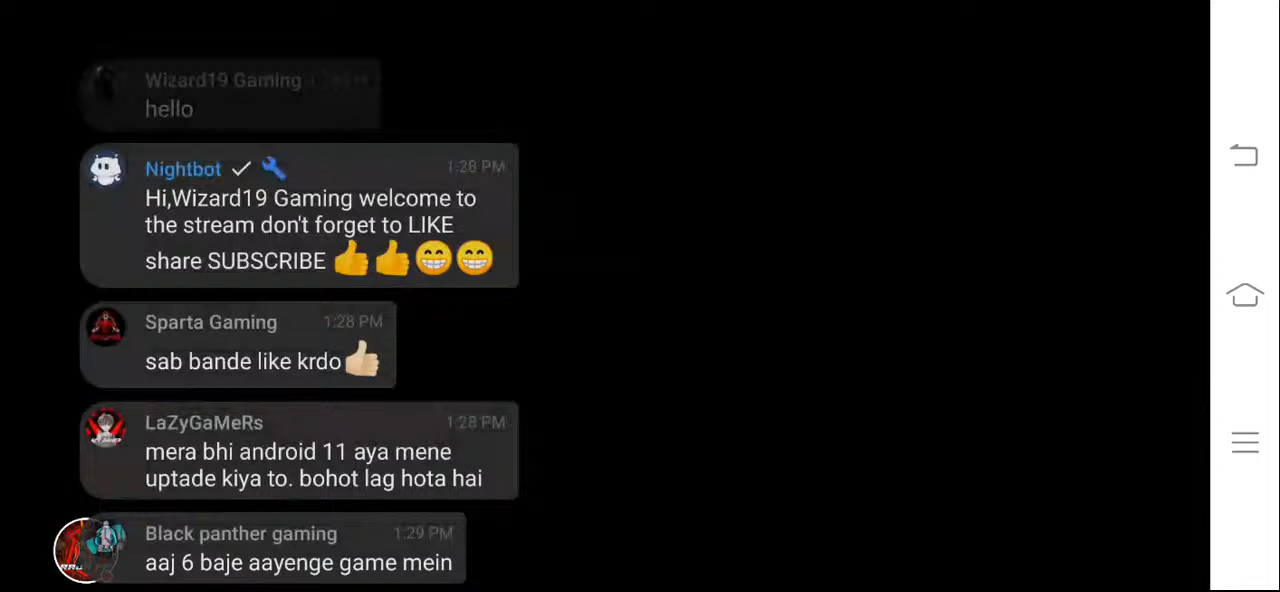 Wizard19 Gaming
hello
Nightbot 1:28 PM
Hi,Wizard19 Gaming welcome to
the stream don't forget to LIKE
share SUBSCRIBE 👍👍😁😁
Sparta Gaming 1:28 PM
sab bande like krdo👍🏻
LaZyGaMeRs 1:28 PM
mera bhi android 11 aya mene
uptade kiya to. bohot lag hota hai
Black panther gaming 1:29 PM
aaj 6 baje aayenge game mein